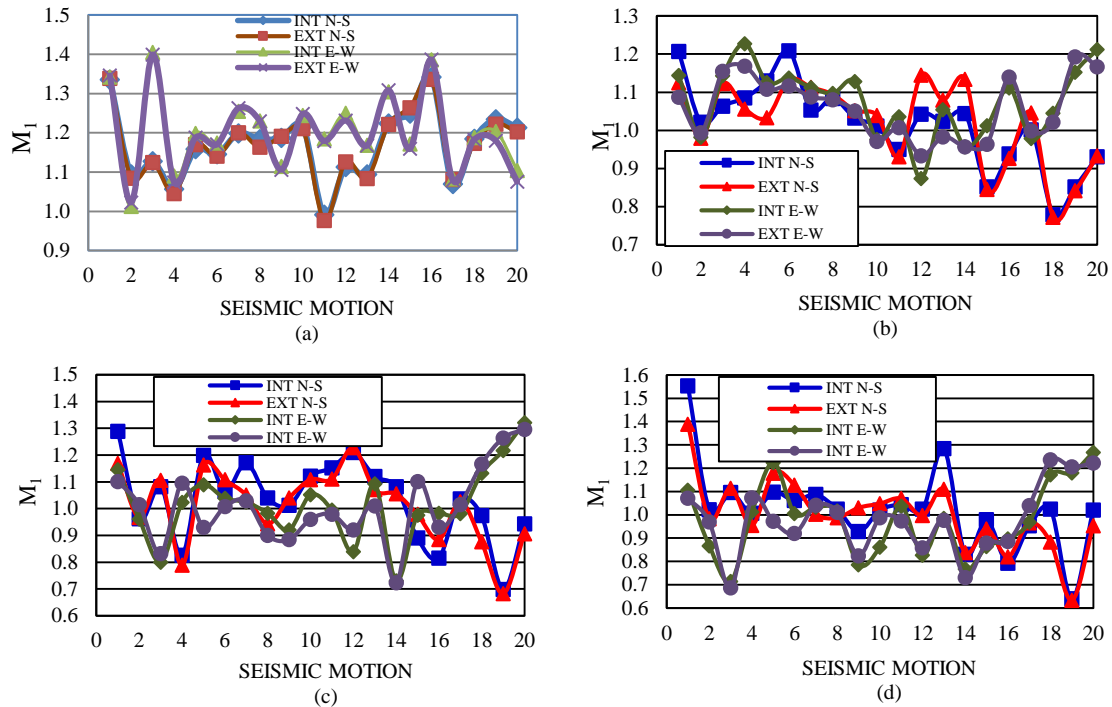 1.5
1.4
1.3
1.2
1.1
1.0
0.9
M1
INT N-S
EXT N-S
INT E-W
EXT E-W
0 2 4 6 8 10 12 14 16 18 20
SEISMIC MOTION
(a)
1.3
1.2
1.1
1.0
0.9
0.8
0.7
M1
INT N-S
EXT N-S
INT E-W
EXT E-W
0 2 4 6 8 10 12 14 16 18 20
SEISMIC MOTION
(b)
1.5
1.4
1.3
1.2
1.1
1.0
0.9
0.8
0.7
0.6
M1
INT N-S
EXT N-S
INT E-W
INT E-W
0 2 4 6 8 10 12 14 16 18 20
SEISMIC MOTION
(c)
1.6
1.5
1.4
1.3
1.2
1.1
1.0
0.9
0.8
0.7
0.6
M1
INT N-S
EXT N-S
INT E-W
INT E-W
0 2 4 6 8 10 12 14 16 18 20
SEISMIC MOTION
(d)